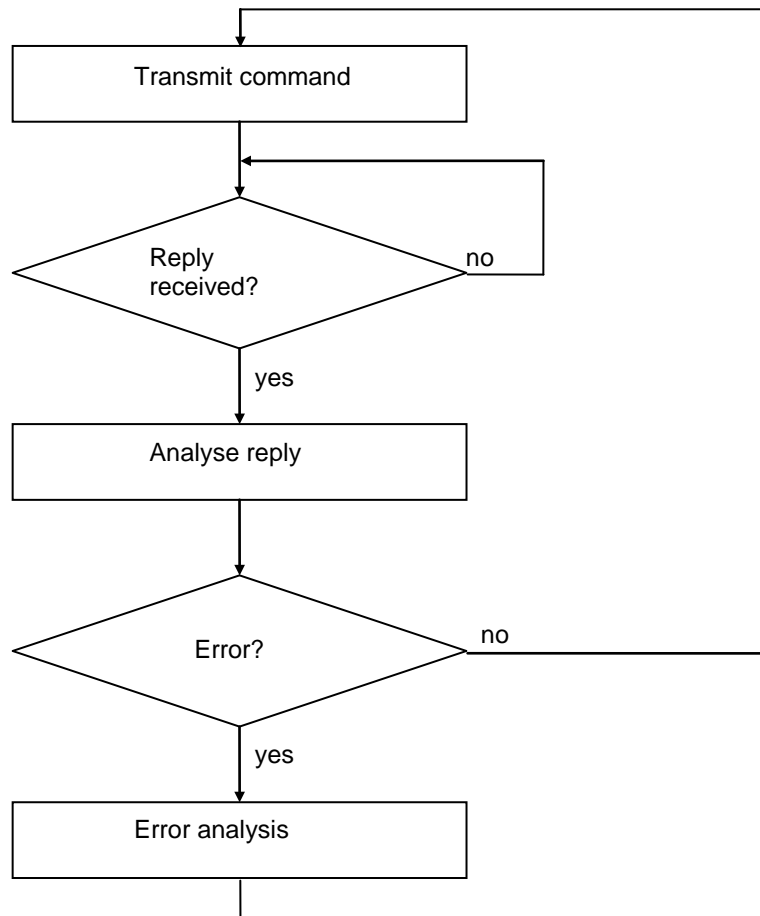 Transmit command
Reply
received?
no
yes
Analyse reply
Error?
no
yes
Error analysis